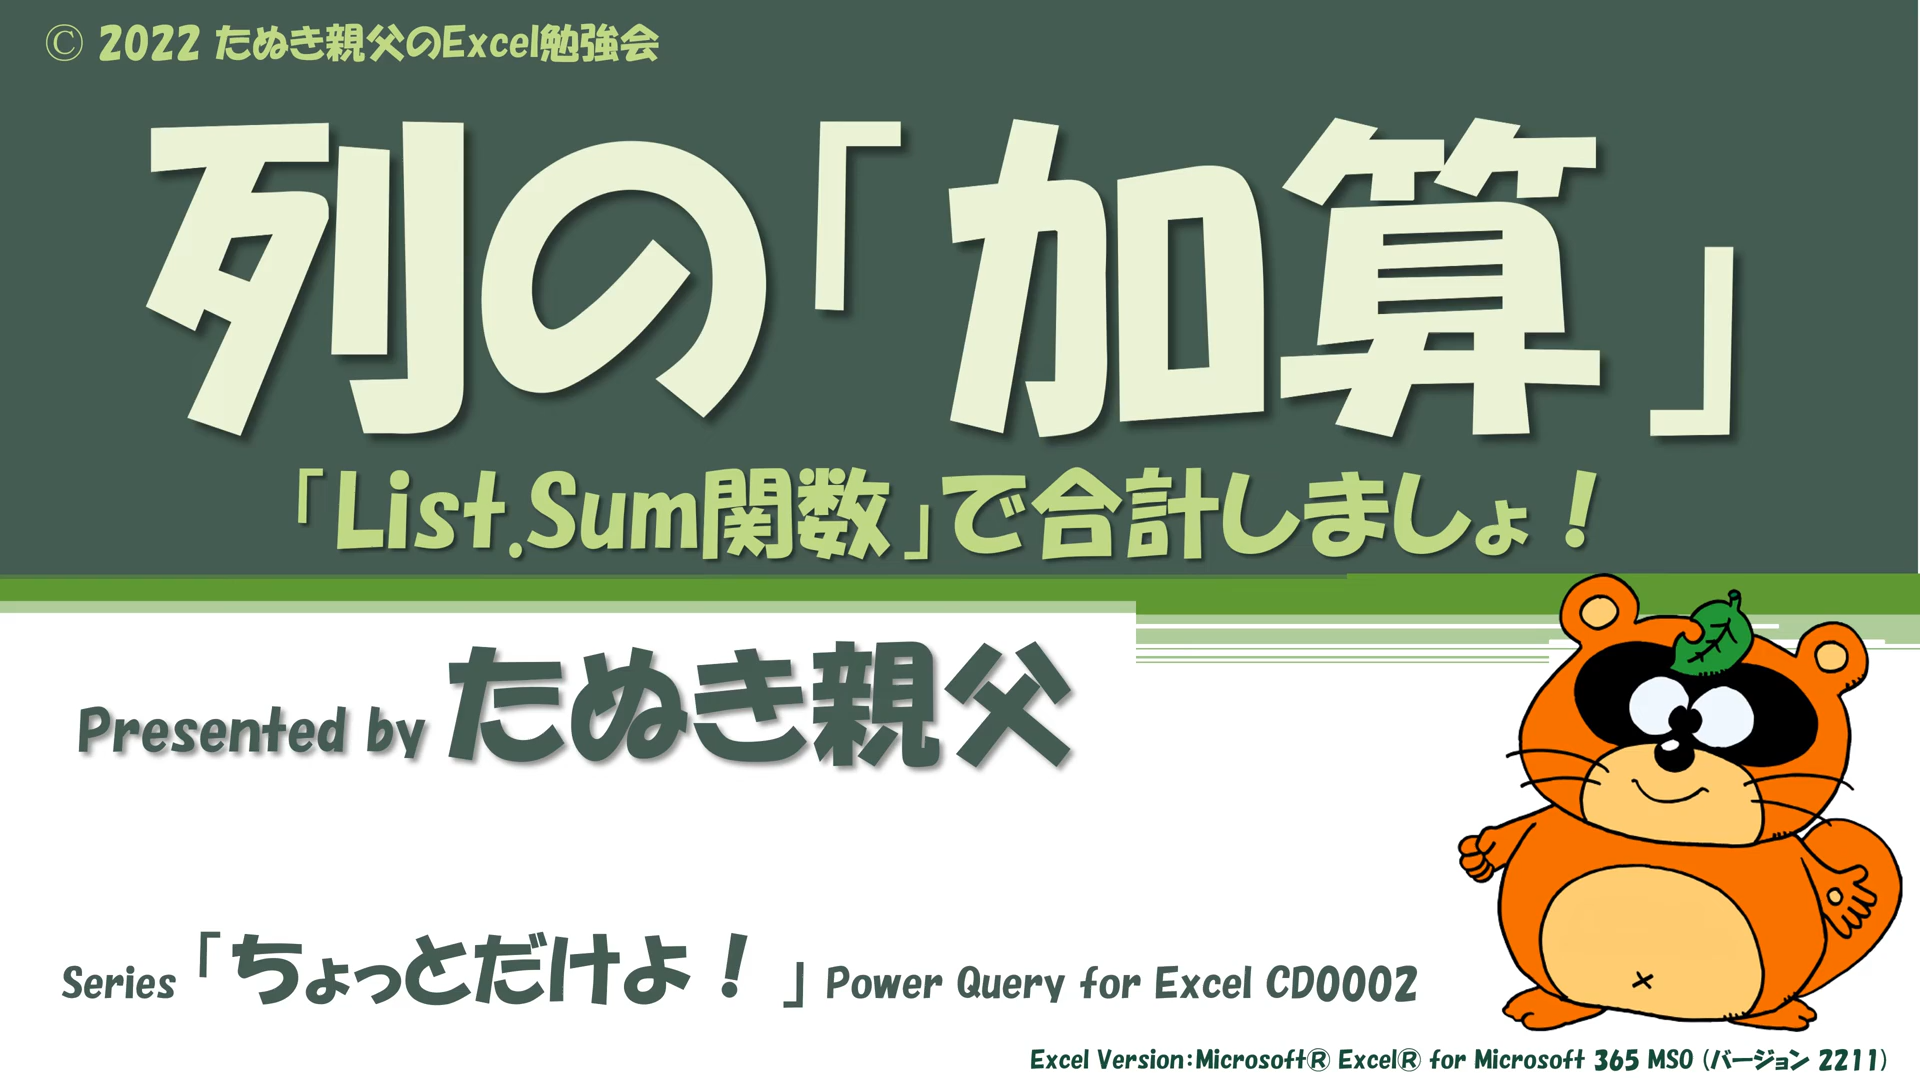 Ⓒ 2022 たぬき親父のExcel勉強会
列の「加算」
「List.Sum関数」で合計しましょ！
Presented by たぬき親父
Series 「ちょっとだけよ！」 Power Query for Excel CD0002
Excel Version：MicrosoftⓇ ExcelⓇ for Microsoft 365 MSO (バージョン 2211)